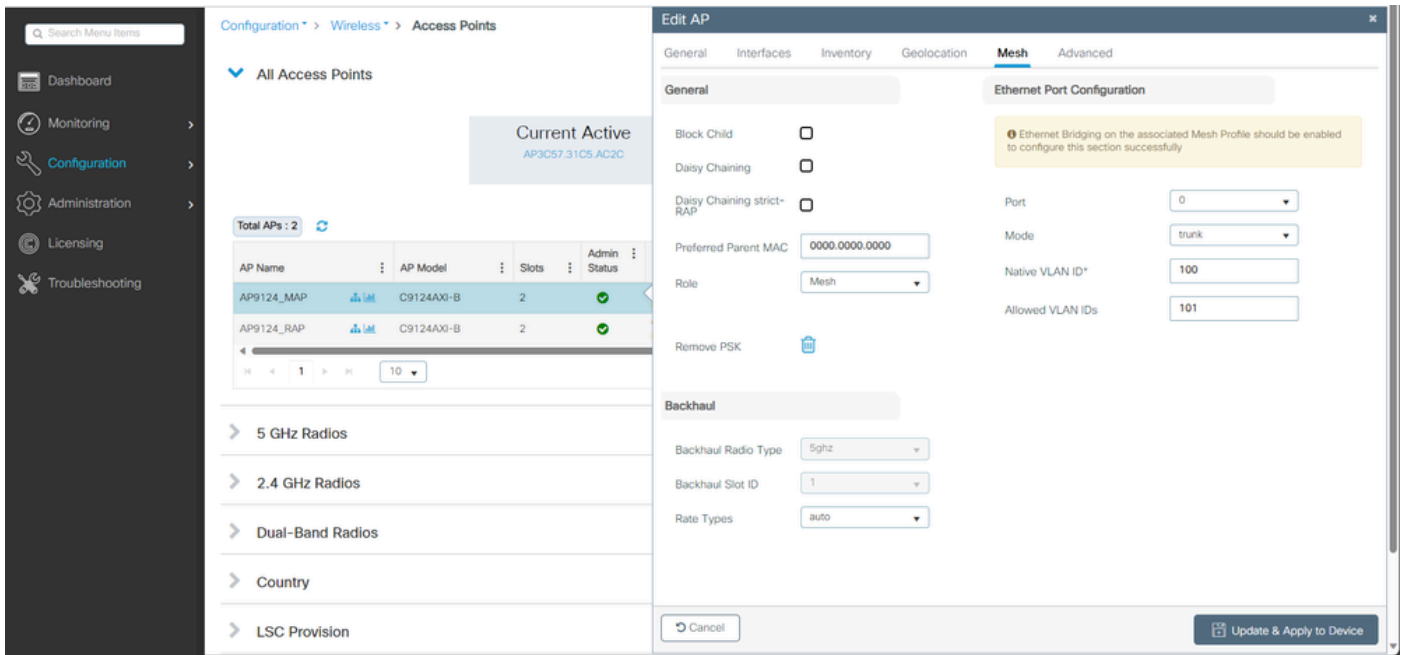 Search Menu Items
Dashboard
Monitoring
Configuration
Administration
Licensing
Troubleshooting
Configuration > Wireless > Access Points
All Access Points
Current Active
AP3C57.31C5.AC2C
Total APs : 2
AP Name AP Model Slots Admin Status
AP9124_MAP C9124AXI-B 2
AP9124_RAP C9124AXI-B 2
1 10
5 GHz Radios
2.4 GHz Radios
Dual-Band Radios
Country
LSC Provision
Edit AP
General Interfaces Inventory Geolocation Mesh Advanced
General
Block Child
Daisy Chaining
Daisy Chaining strict-
RAP
Preferred Parent MAC 0000.0000.0000
Role Mesh
Remove PSK
Backhaul
Backhaul Radio Type 5ghz
Backhaul Slot ID 1
Rate Types auto
Ethernet Port Configuration
Ethernet Bridging on the associated Mesh Profile should be enabled
to configure this section successfully
Port 0
Mode trunk
Native VLAN ID* 100
Allowed VLAN IDs 101
Cancel
Update & Apply to Device